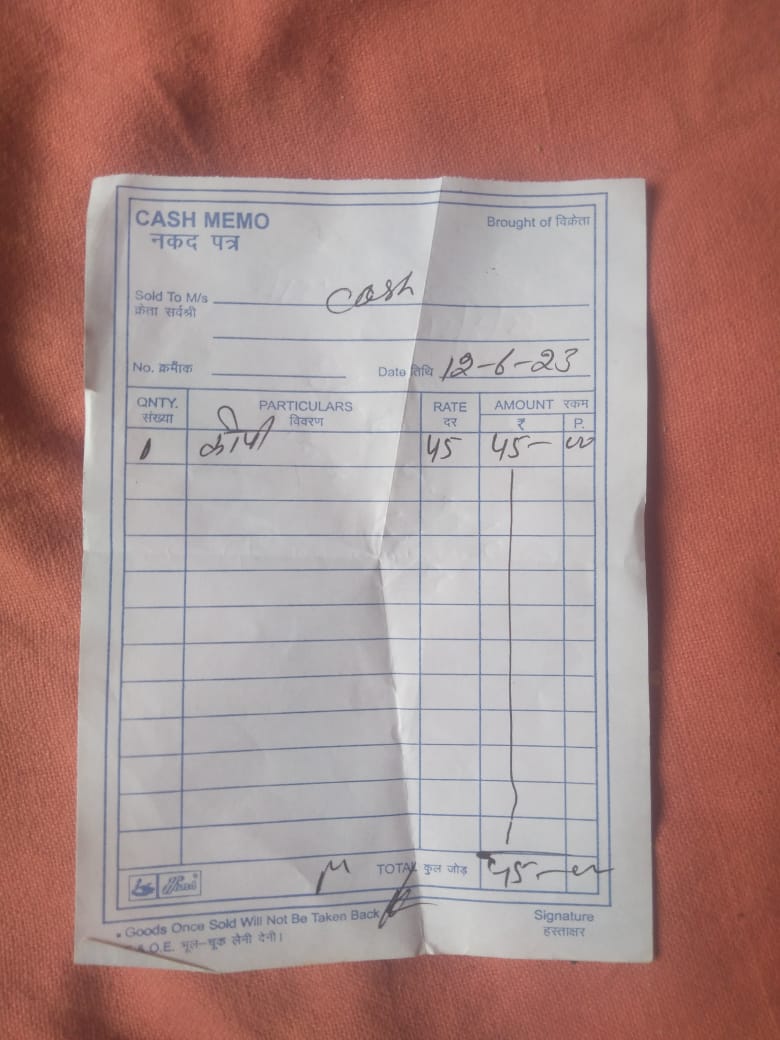 CASH MEMO
नकद पत्र
Brought of विक्रेता
Sold To M/s Cash
क्रेता सर्वश्री
No. क्रमाँक Date तिथि 12-6-23
QNTY. PARTICULARS RATE AMOUNT रकम
संख्या विवरण दर ₹ P.
1 कॉपी 45 45-00
TOTAL कुल जोड़ 45-00
• Goods Once Sold Will Not Be Taken Back
& O.E. भूल-चूक लेनी देनी।
Signature
हस्ताक्षर